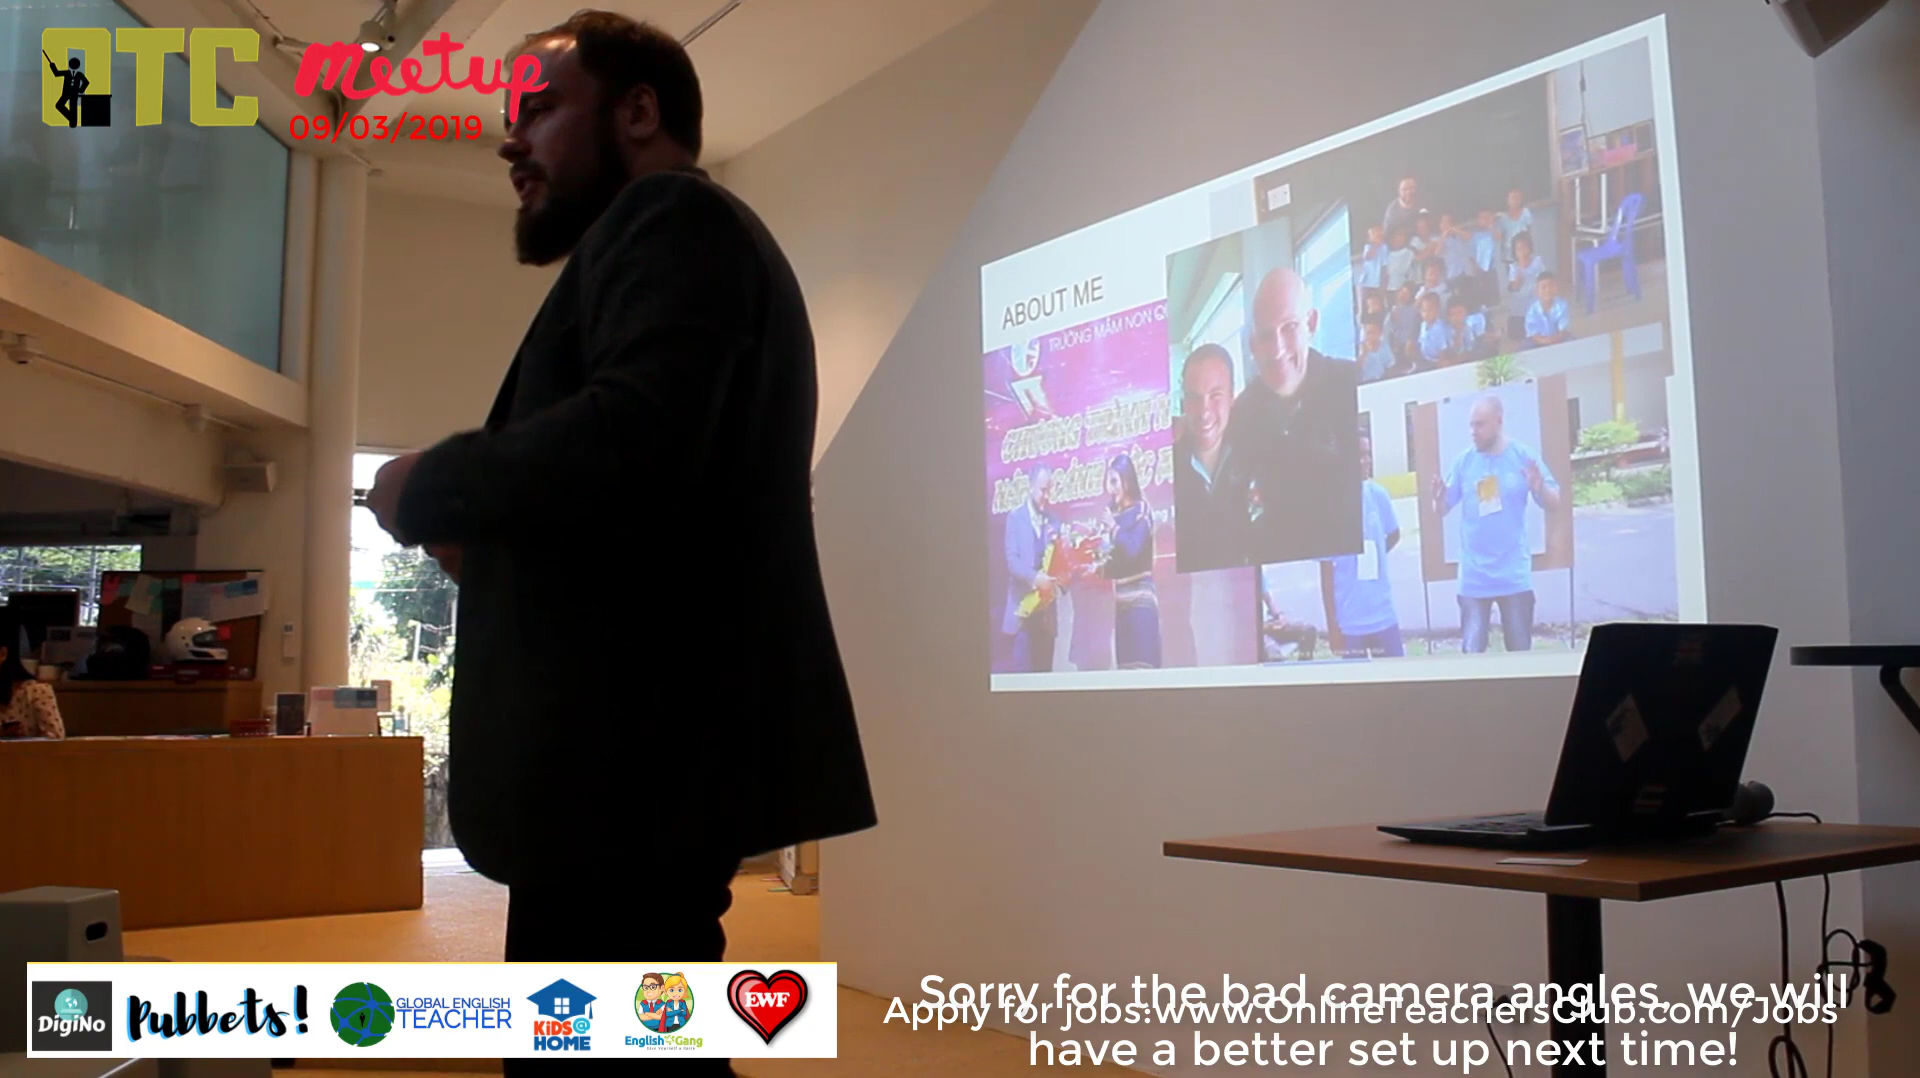 OTC
meetup
09/03/2019
ABOUT ME
TRƯỜNG MẦM NON
CHƯƠNG TRÌNH
DigiNo
Pubbets!
GLOBAL ENGLISH
TEACHER
KiDS@
HOME
English Gang
EWF
Sorry for the bad camera angles, we will
Apply for jobs:www.OnlineTeachersClub.com/Jobs
have a better set up next time!